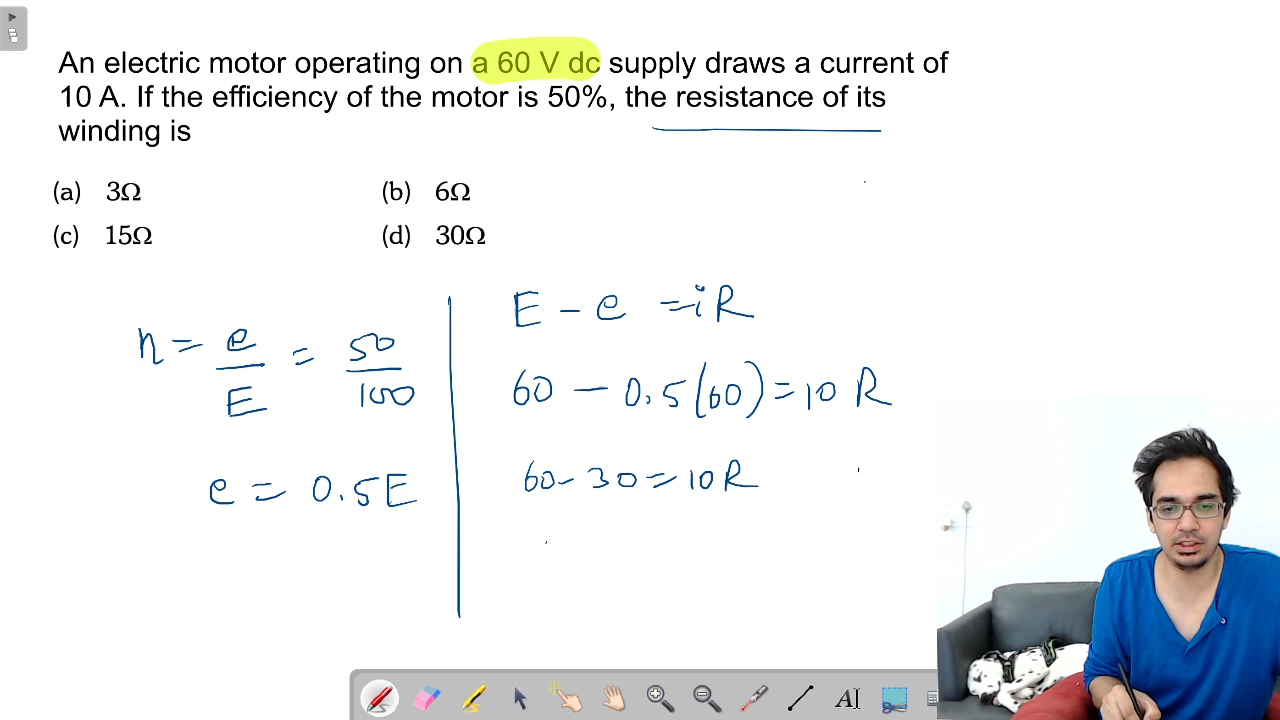 An electric motor operating on a 60 V dc supply draws a current of
10 A. If the efficiency of the motor is 50%, the resistance of its
winding is
(a) 3Ω (b) 6Ω
(c) 15Ω (d) 30Ω
η = e/E = 50/100
e = 0.5E
E - e = iR
60 - 0.5(60) = 10 R
60 - 30 = 10R
AI